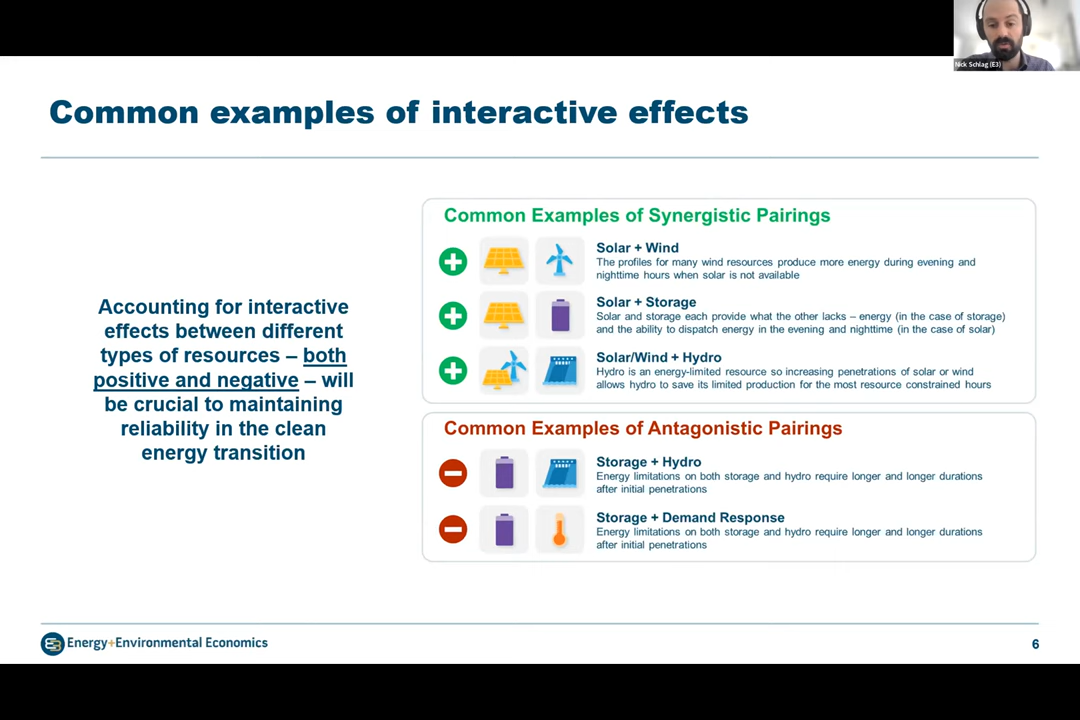 Nick Schlag (E3)
Common examples of interactive effects
Accounting for interactive
effects between different
types of resources – both
positive and negative – will
be crucial to maintaining
reliability in the clean
energy transition
Common Examples of Synergistic Pairings
Solar + Wind
The profiles for many wind resources produce more energy during evening and
nighttime hours when solar is not available
Solar + Storage
Solar and storage each provide what the other lacks – energy (in the case of storage)
and the ability to dispatch energy in the evening and nighttime (in the case of solar)
Solar/Wind + Hydro
Hydro is an energy-limited resource so increasing penetrations of solar or wind
allows hydro to save its limited production for the most resource constrained hours
Common Examples of Antagonistic Pairings
Storage + Hydro
Energy limitations on both storage and hydro require longer and longer durations
after initial penetrations
Storage + Demand Response
Energy limitations on both storage and hydro require longer and longer durations
after initial penetrations
Energy+Environmental Economics
6